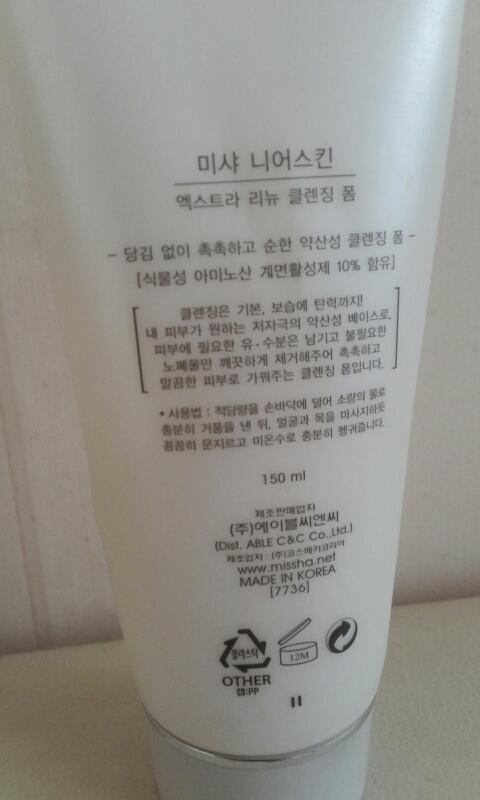 미샤 니어스킨
엑스트라 리뉴 클렌징 폼
- 당김 없이 촉촉하고 순한 약산성 클렌징 폼 -
[식물성 아미노산 계면활성제 10% 함유]
클렌징은 기본, 보습에 탄력까지!
내 피부가 원하는 저자극의 약산성 베이스로,
피부에 필요한 유·수분은 남기고 불필요한
노폐물만 깨끗하게 제거해주어 촉촉하고
말끔한 피부로 가꿔주는 클렌징 폼입니다.
• 사용법 : 적당량을 손바닥에 덜어 소량의 물로
충분히 거품을 낸 뒤, 얼굴과 목을 마사지하듯
꼼꼼히 문지르고 미온수로 충분히 헹궈줍니다.
150 ml
제조판매업자
(주)에이블씨엔씨
(Dist. ABLE C&C Co.,Ltd.)
제조업자 : (주)코스메카코리아
www.missha.net
MADE IN KOREA
[7736]
플라스틱
12M
OTHER
캡:PP